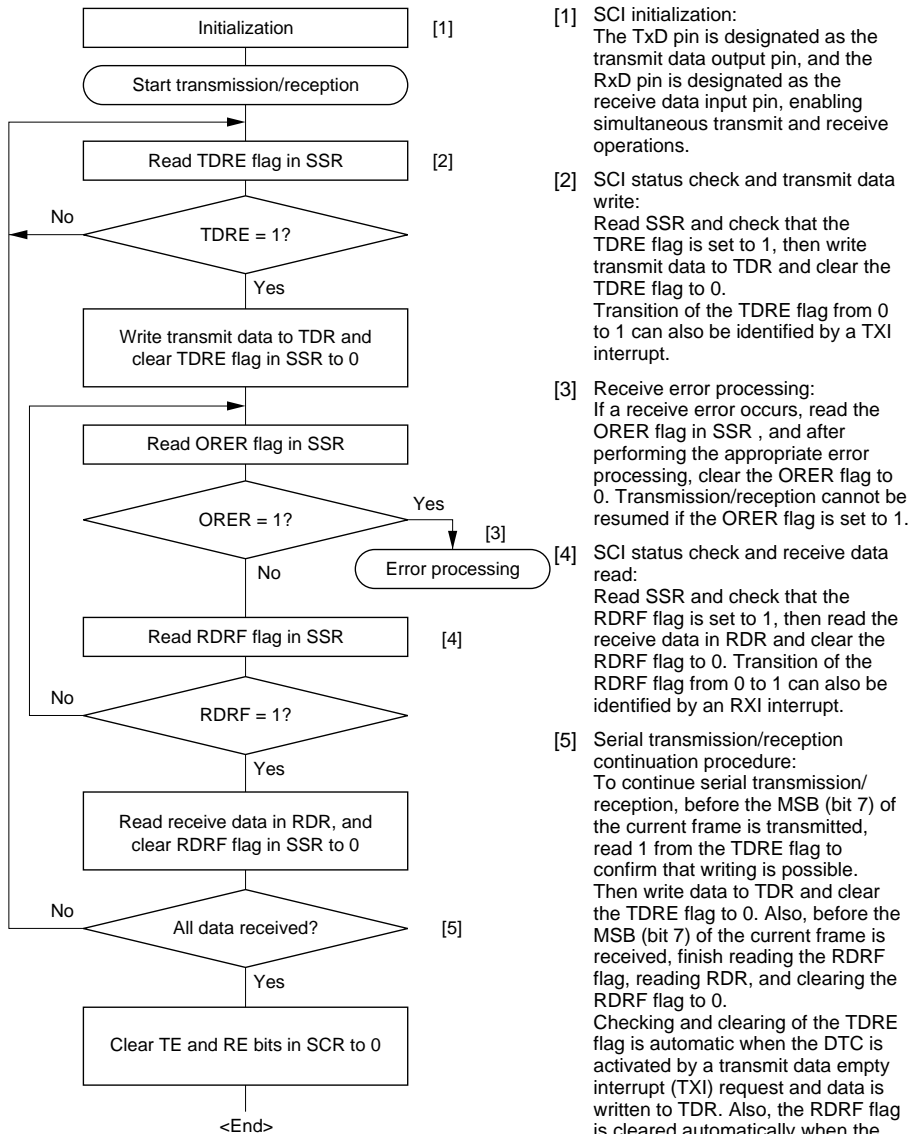 Initialization
[1]
Start transmission/reception
Read TDRE flag in SSR
[2]
No
TDRE = 1?
Yes
Write transmit data to TDR and
clear TDRE flag in SSR to 0
Read ORER flag in SSR
Yes
ORER = 1?
[3]
Error processing
No
Read RDRF flag in SSR
[4]
No
RDRF = 1?
Yes
Read receive data in RDR, and
clear RDRF flag in SSR to 0
No
All data received?
[5]
Yes
Clear TE and RE bits in SCR to 0
<End>
[1] SCI initialization:
The TxD pin is designated as the
transmit data output pin, and the
RxD pin is designated as the
receive data input pin, enabling
simultaneous transmit and receive
operations.
[2] SCI status check and transmit data
write:
Read SSR and check that the
TDRE flag is set to 1, then write
transmit data to TDR and clear the
TDRE flag to 0.
Transition of the TDRE flag from 0
to 1 can also be identified by a TXI
interrupt.
[3] Receive error processing:
If a receive error occurs, read the
ORER flag in SSR , and after
performing the appropriate error
processing, clear the ORER flag to
0. Transmission/reception cannot be
resumed if the ORER flag is set to 1.
[4] SCI status check and receive data
read:
Read SSR and check that the
RDRF flag is set to 1, then read the
receive data in RDR and clear the
RDRF flag to 0. Transition of the
RDRF flag from 0 to 1 can also be
identified by an RXI interrupt.
[5] Serial transmission/reception
continuation procedure:
To continue serial transmission/
reception, before the MSB (bit 7) of
the current frame is transmitted,
read 1 from the TDRE flag to
confirm that writing is possible.
Then write data to TDR and clear
the TDRE flag to 0. Also, before the
MSB (bit 7) of the current frame is
received, finish reading the RDRF
flag, reading RDR, and clearing the
RDRF flag to 0.
Checking and clearing of the TDRE
flag is automatic when the DTC is
activated by a transmit data empty
interrupt (TXI) request and data is
written to TDR. Also, the RDRF flag
is cleared automatically when the